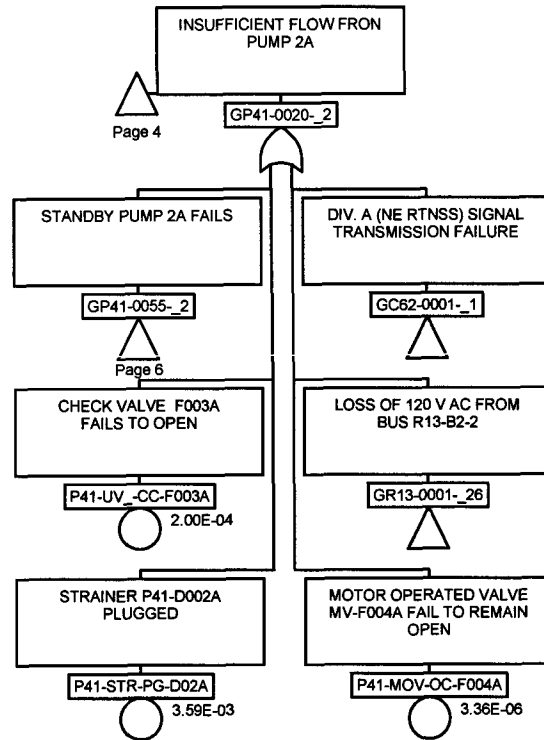 INSUFFICIENT FLOW FRON
PUMP 2A
Page 4
GP41-0020-_2
STANDBY PUMP 2A FAILS
GP41-0055-_2
Page 6
DIV. A (NE RTNSS) SIGNAL
TRANSMISSION FAILURE
GC62-0001-_1
CHECK VALVE F003A
FAILS TO OPEN
P41-UV_-CC-F003A
2.00E-04
LOSS OF 120 V AC FROM
BUS R13-B2-2
GR13-0001-_26
STRAINER P41-D002A
PLUGGED
P41-STR-PG-D02A
3.59E-03
MOTOR OPERATED VALVE
MV-F004A FAIL TO REMAIN
OPEN
P41-MOV-OC-F004A
3.36E-06